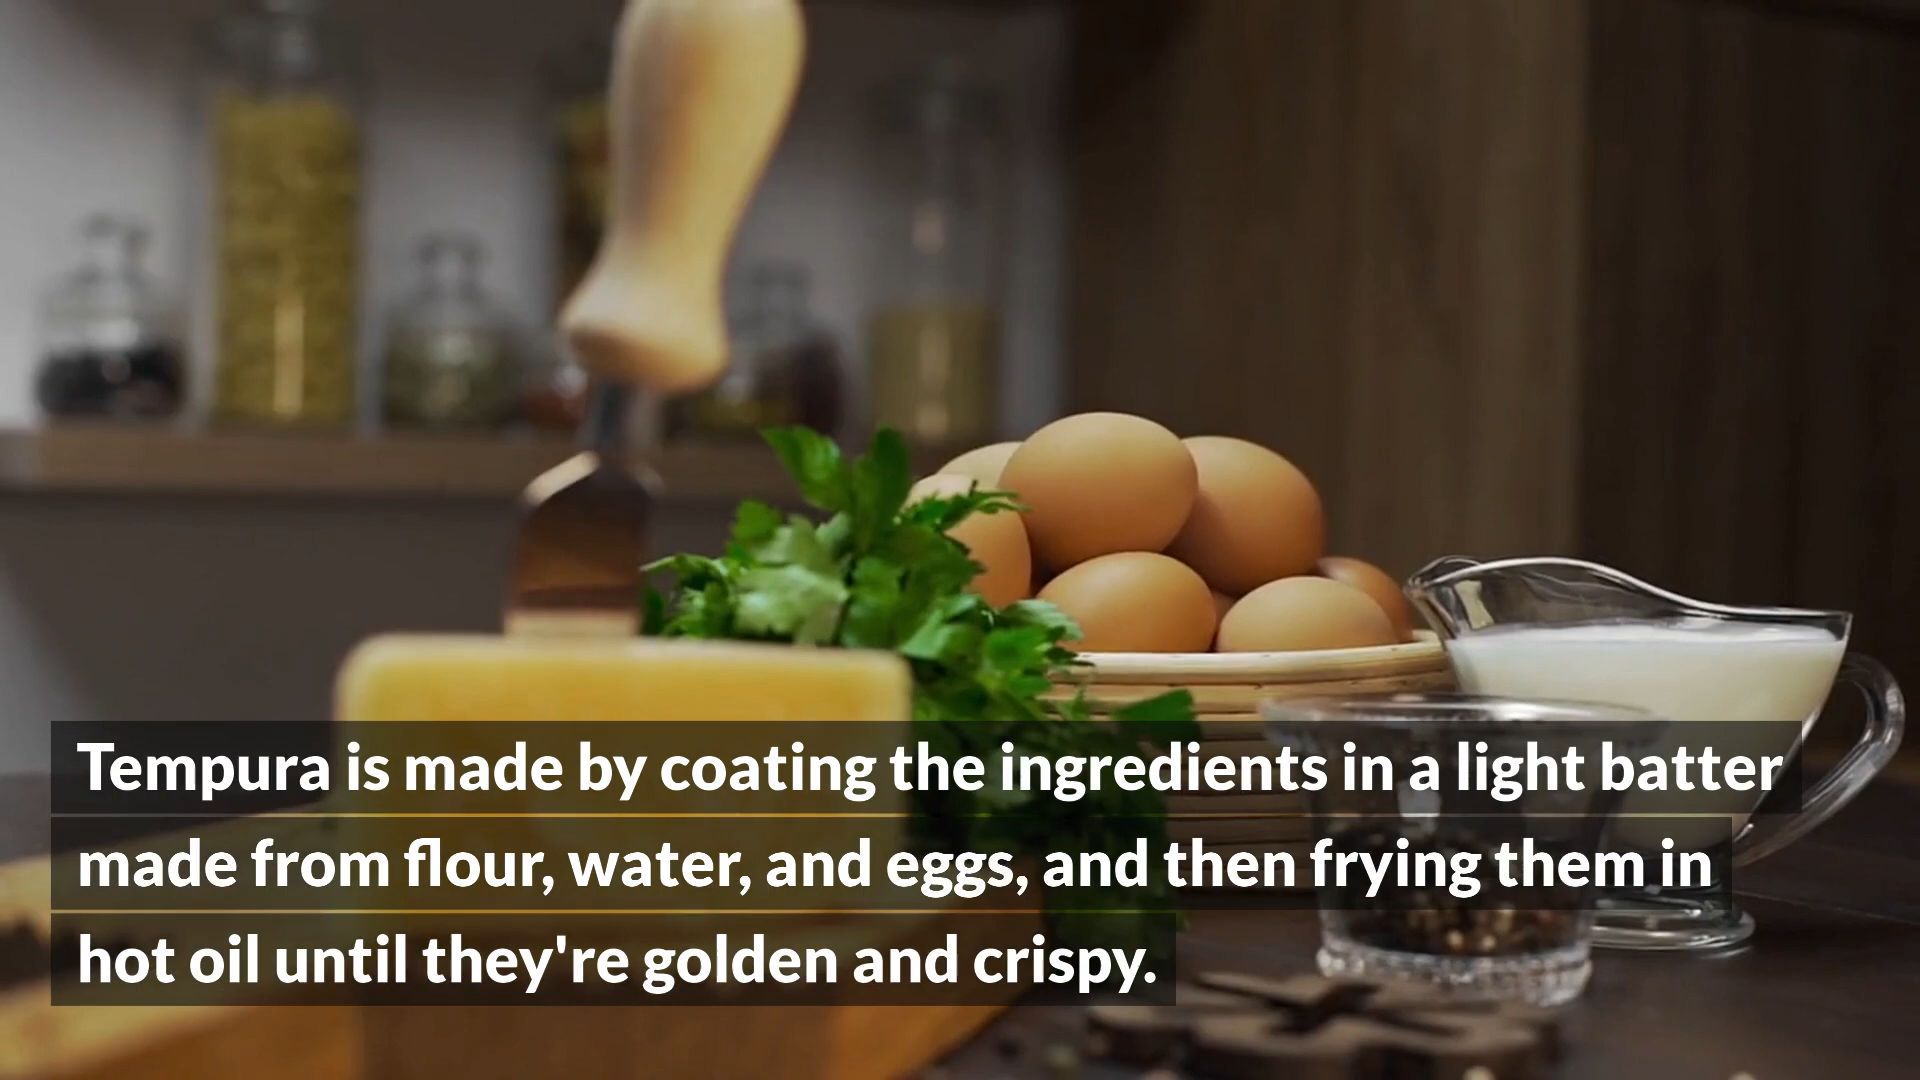 Tempura is made by coating the ingredients in a light batter
made from flour, water, and eggs, and then frying them in
hot oil until they're golden and crispy.